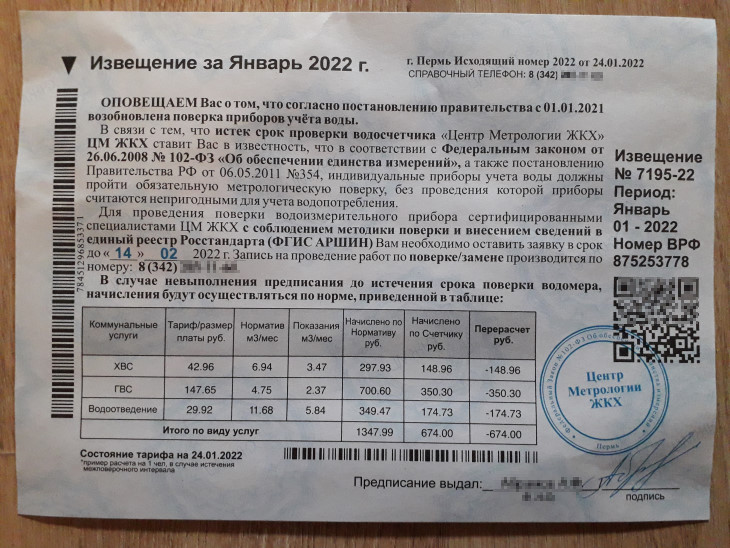 Извещение за Январь 2022 г.
г. Пермь Исходящий номер 2022 от 24.01.2022
СПРАВОЧНЫЙ ТЕЛЕФОН: 8 (342)
ОПОВЕЩАЕМ Вас о том, что согласно постановлению правительства с 01.01.2021
возобновлена поверка приборов учёта воды.
В связи с тем, что истек срок проверки водосчетчика «Центр Метрологии ЖКХ»
ЦМ ЖКХ ставит Вас в известность, что в соответствии с Федеральным законом от
26.06.2008 № 102-ФЗ «Об обеспечении единства измерений», а также постановлению
Правительства РФ от 06.05.2011 №354, индивидуальные приборы учета воды должны
пройти обязательную метрологическую поверку, без проведения которой приборы
считаются непригодными для учета водопотребления.
Для проведения поверки водоизмерительного прибора сертифицированными
специалистами ЦМ ЖКХ с соблюдением методики поверки и внесением сведений в
единый реестр Росстандарта (ФГИС АРШИН) Вам необходимо оставить заявку в срок
до «14» 02 2022 г. Запись на проведение работ по поверке/замене производится по
номеру: 8 (342)
В случае невыполнения предписания до истечения срока поверки водомера,
начисления будут осуществляться по норме, приведенной в таблице:
Извещение
№ 7195-22
Период:
Январь
01 - 2022
Номер ВРФ
875253778
78451296853371
Коммунальные услуги Тариф/размер платы руб. Норматив м3/мес Показания м3/мес Начислено по Нормативу руб. Начислено по Счетчику руб. Перерасчет руб.
ХВС 42.96 6.94 3.47 297.93 148.96 -148.96
ГВС 147.65 4.75 2.37 700.60 350.30 -350.30
Водоотведение 29.92 11.68 5.84 349.47 174.73 -174.73
Итого по виду услуг 1347.99 674.00 -674.00
Центр
Метрологии
ЖКХ
Пермь
Состояние тарифа на 24.01.2022
*пример расчета на 1 чел. в случае истечения
межповерочного интервала
Предписание выдал:
подпись